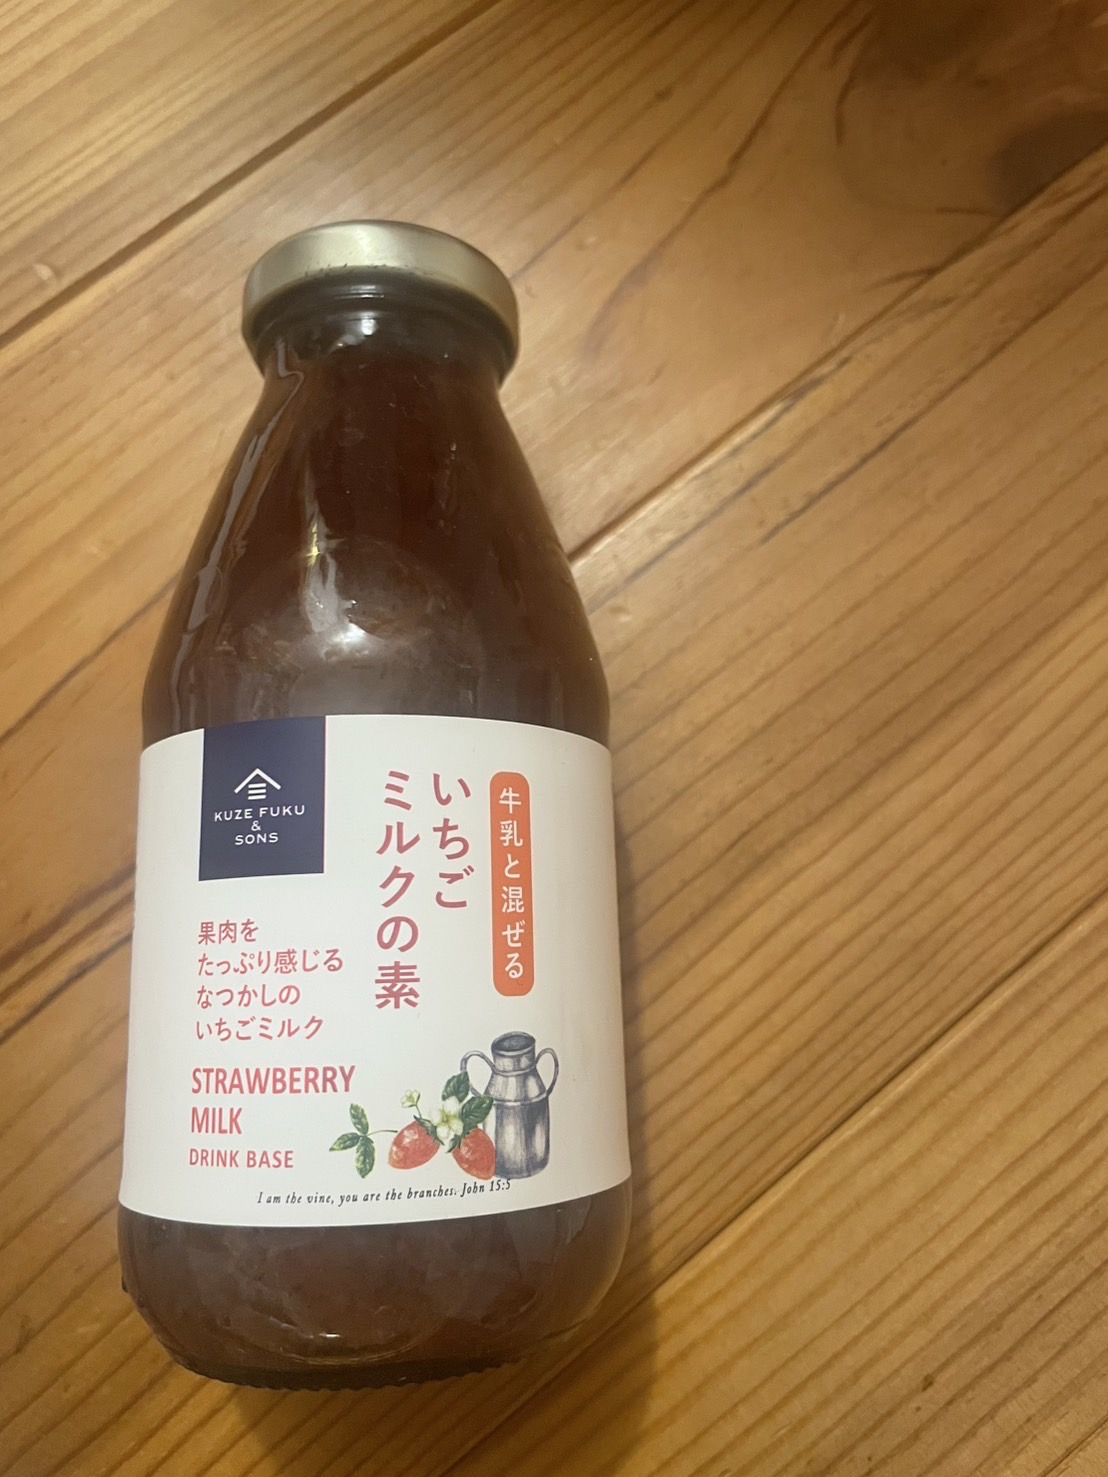 KUZE FUKU
&
SONS
牛乳と混ぜる
いちご
ミルクの素
果肉を
たっぷり感じる
なつかしの
いちごミルク
STRAWBERRY
MILK
DRINK BASE
I am the vine, you are the branches. John 15:5